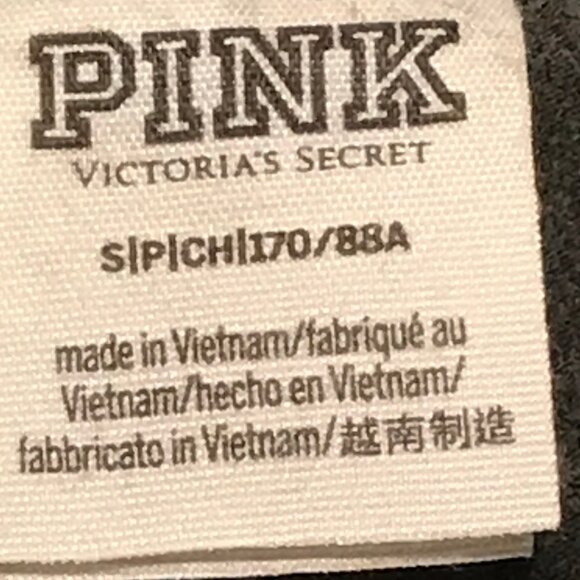 PINK
VICTORIA'S SECRET
S|P|CH|170/88A
made in Vietnam/fabriqué au
Vietnam/hecho en Vietnam/
fabbricato in Vietnam/越南制造